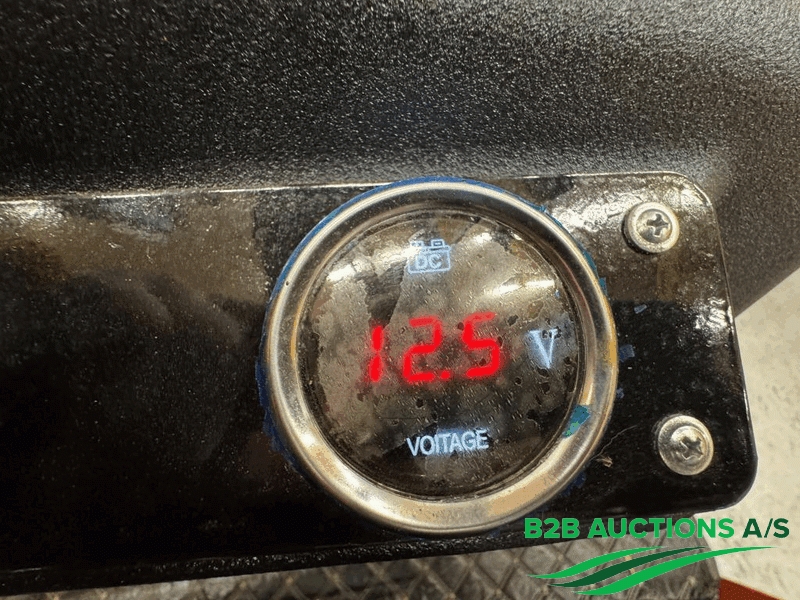 DC
12.5 V
VOITAGE
B2B AUCTIONS A/S